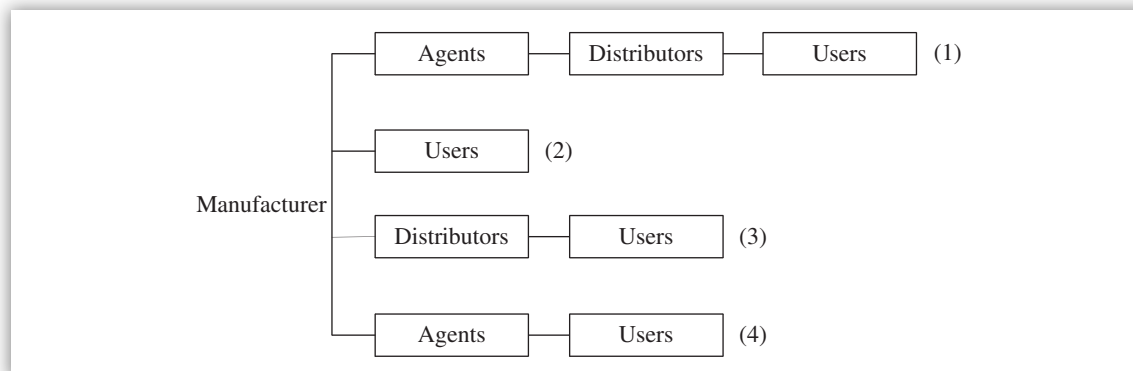 Agents Distributors Users (1)
Users (2)
Manufacturer
Distributors Users (3)
Agents Users (4)